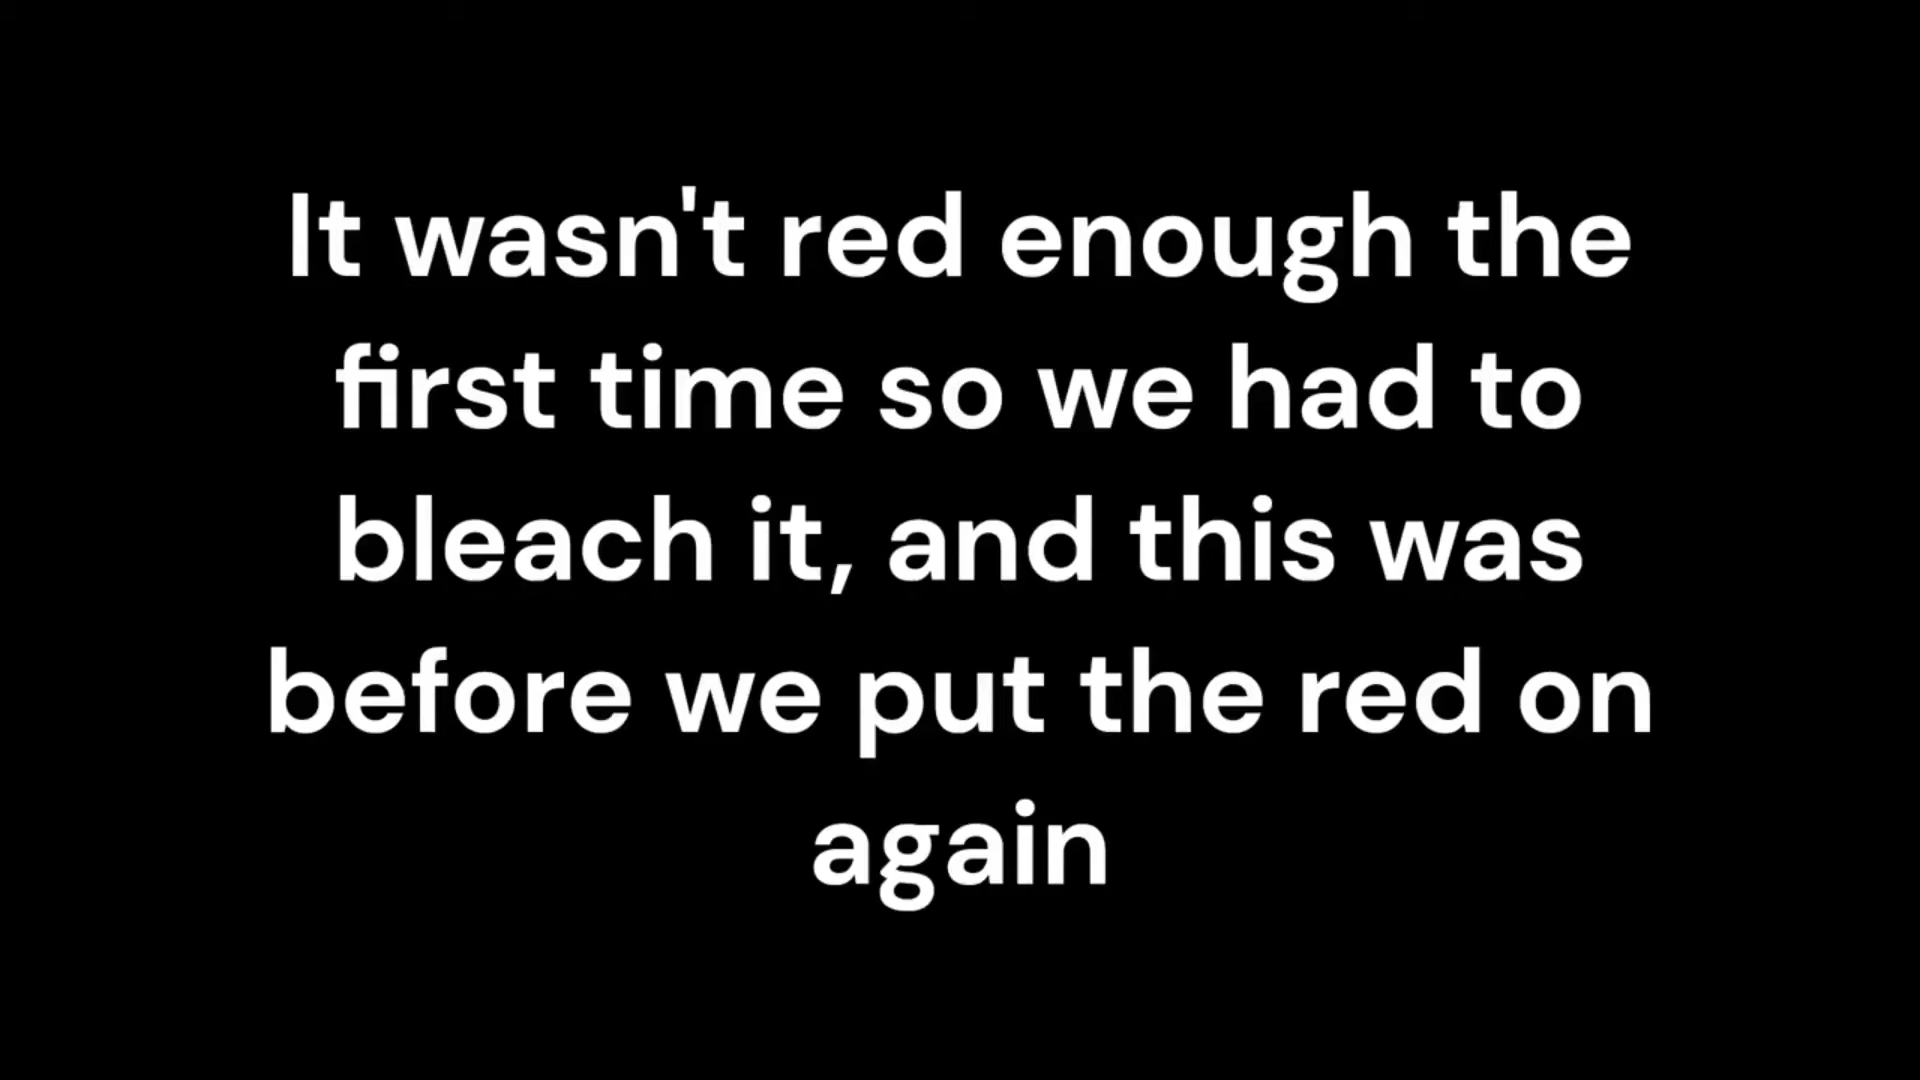 It wasn't red enough the
first time so we had to
bleach it, and this was
before we put the red on
again